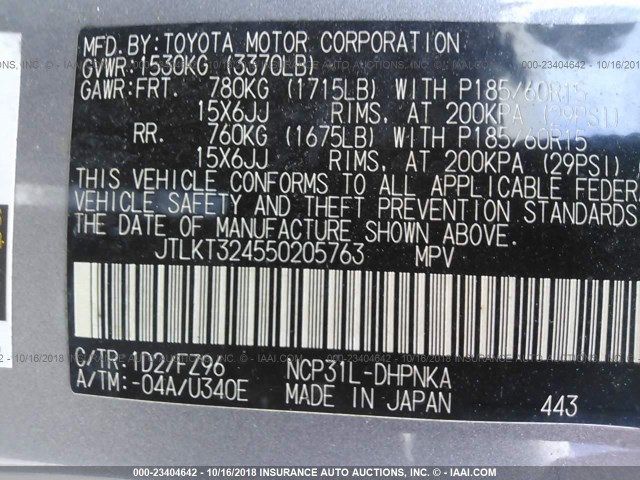 MFD. BY: TOYOTA MOTOR CORPORATION
GVWR: 1530KG (3370LB)
GAWR: FRT. 780KG (1715LB) WITH P185/60R15
15X6JJ RIMS, AT 200KPA (29PSI)
RR. 760KG (1675LB) WITH P185/60R15
15X6JJ RIMS, AT 200KPA (29PSI)
THIS VEHICLE CONFORMS TO ALL APPLICABLE FEDER
VEHICLE SAFETY AND THEFT PREVENTION STANDARDS
THE DATE OF MANUFACTURE SHOWN ABOVE.
JTLKT324550205763 MPV
C/TR: 1D2/FZ96 NCP31L-DHPNKA
A/TM: -04A/U340E MADE IN JAPAN 443
000-23404642 - 10/16/2018 INSURANCE AUTO AUCTIONS, INC. - IAAI.COM